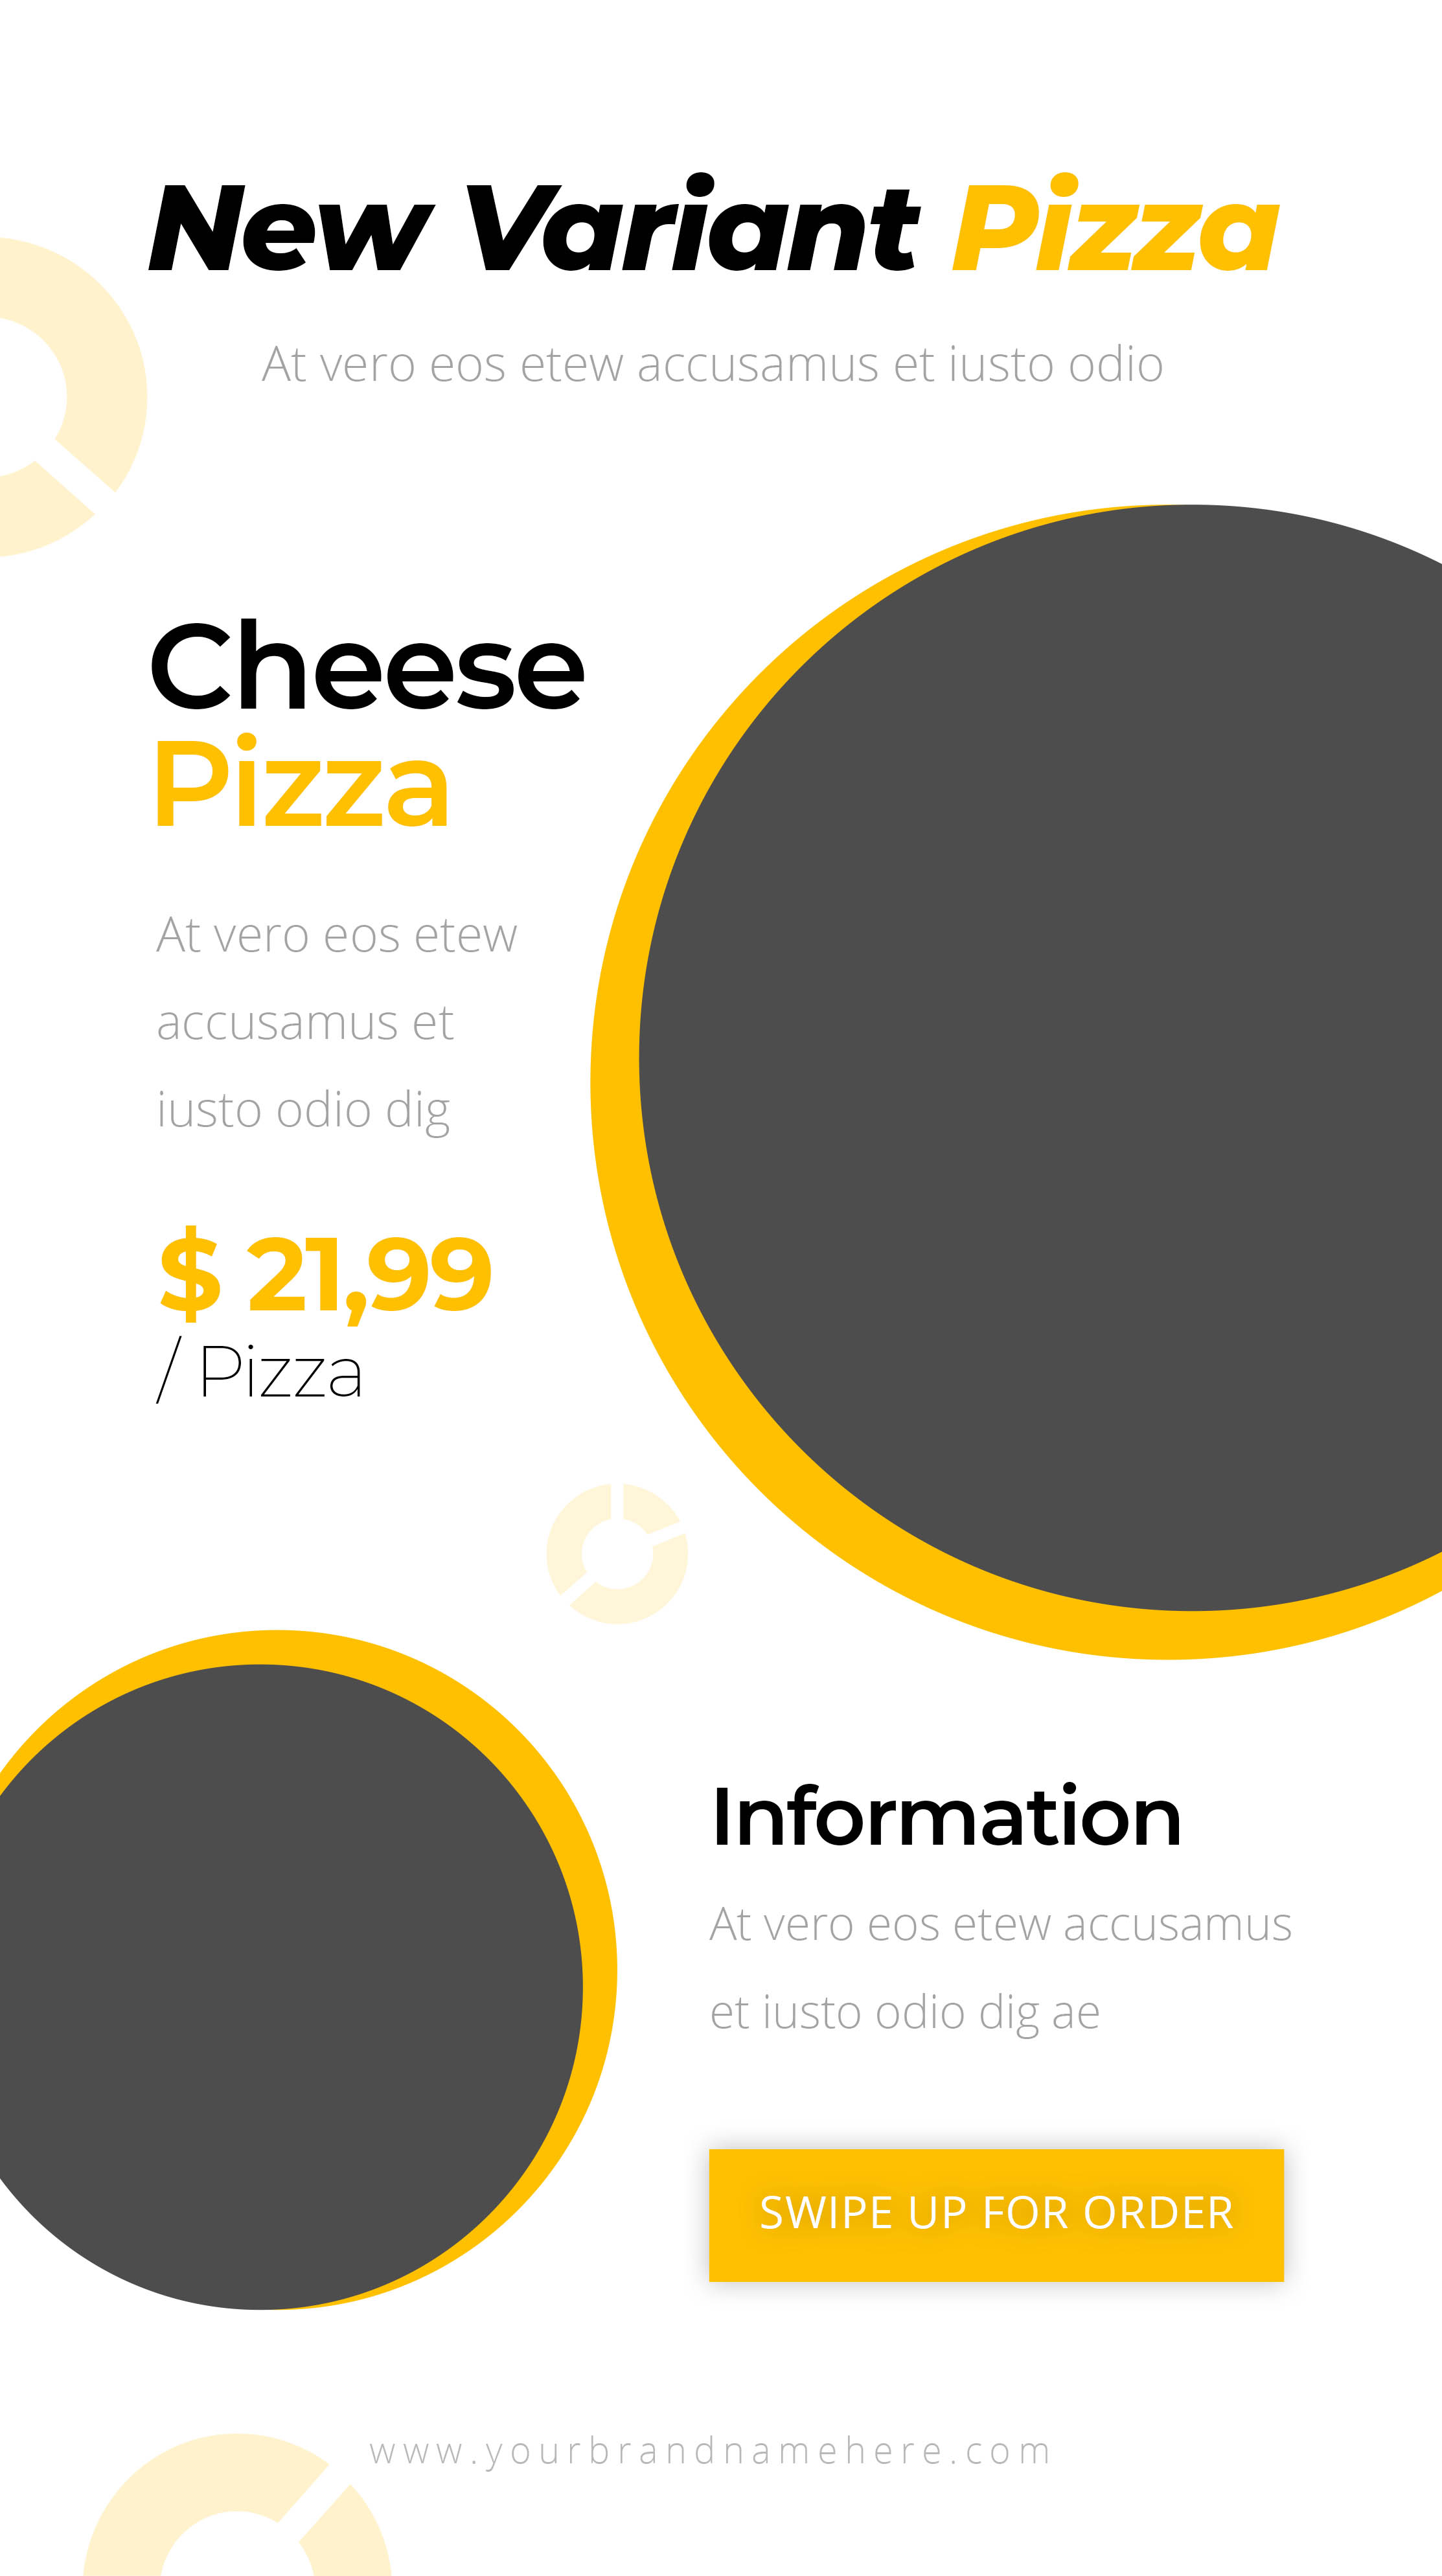 New Variant Pizza
At vero eos etew accusamus et iusto odio
Cheese
Pizza
At vero eos etew
accusamus et
iusto odio dig
$ 21,99
/ Pizza
Information
At vero eos etew accusamus
et iusto odio dig ae
SWIPE UP FOR ORDER
www.yourbrandnamehere.com